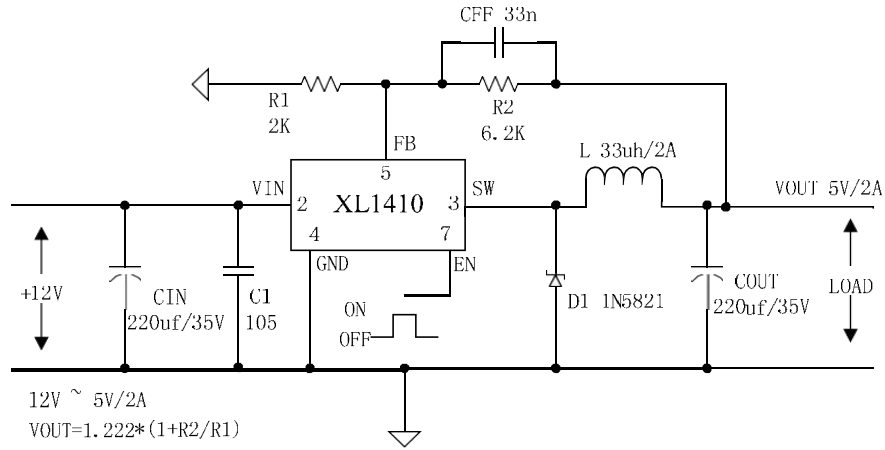 CFF 33n
R1
2K
R2
6.2K
FB
5
L 33uh/2A
VIN
2
XL1410
3
SW
VOUT 5V/2A
4
7
GND
EN
+12V
CIN
220uf/35V
C1
105
ON
OFF
D1 1N5821
COUT
220uf/35V
LOAD
12V ~ 5V/2A
VOUT=1.222*(1+R2/R1)